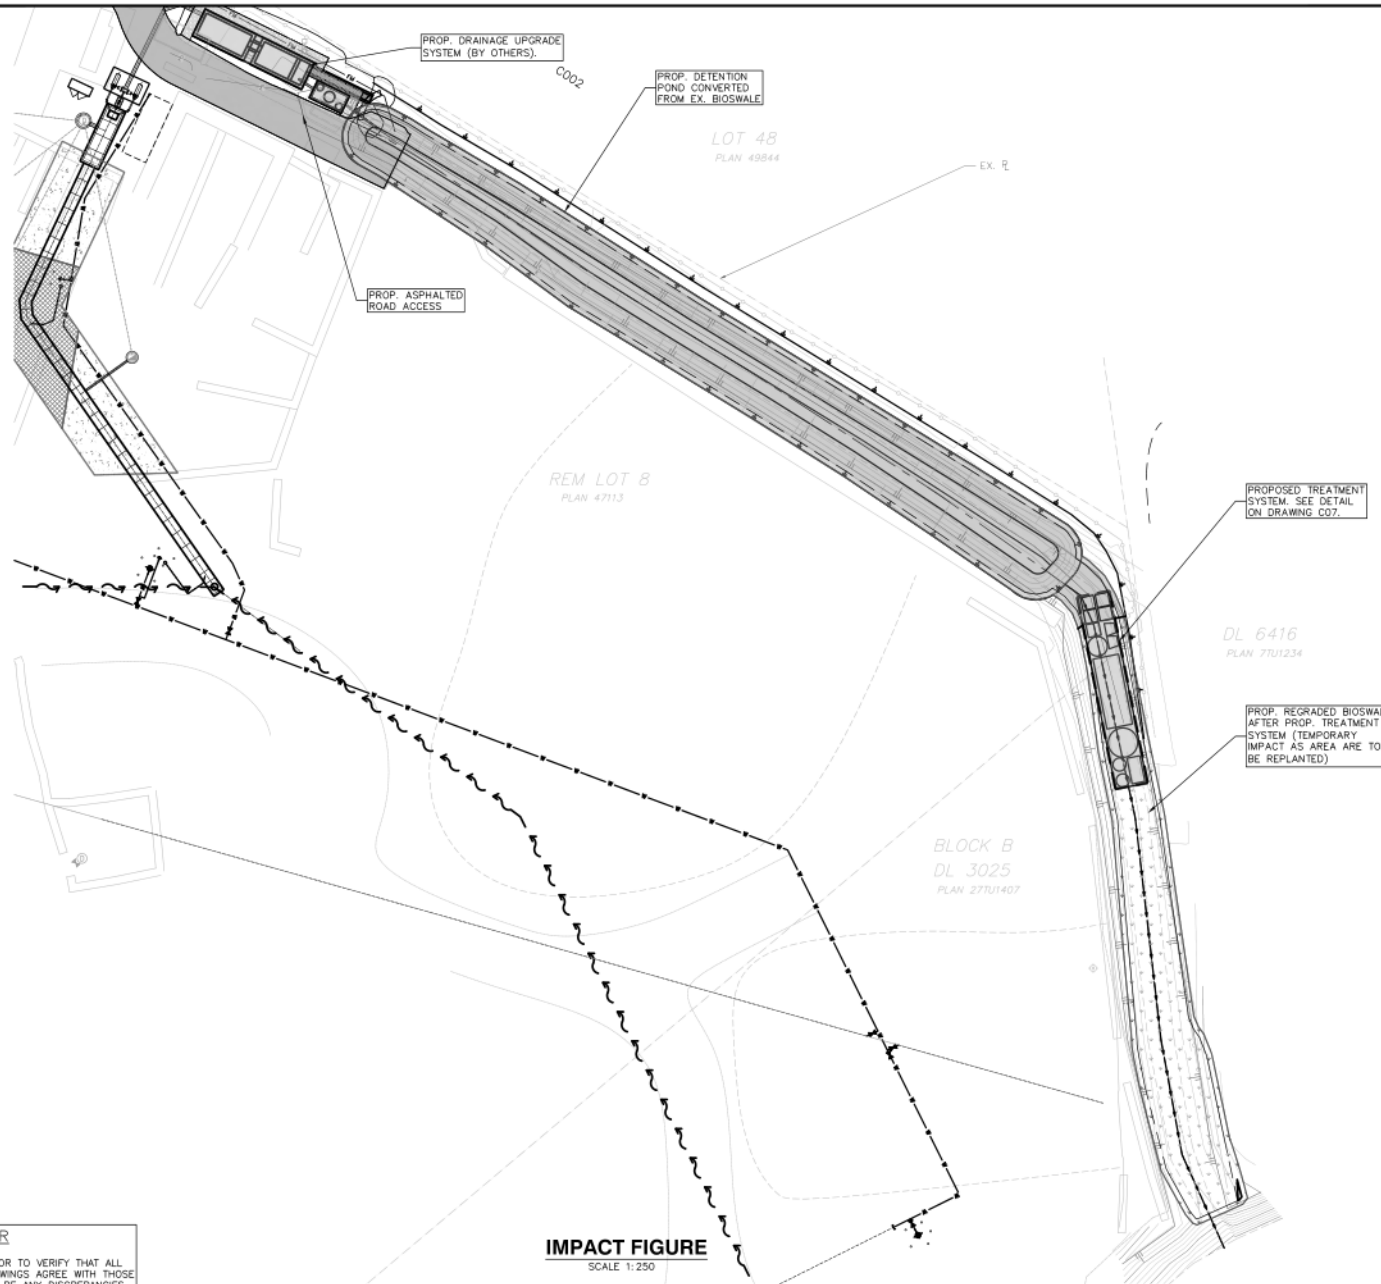 PROP. DRAINAGE UPGRADE
SYSTEM (BY OTHERS).
C002
PROP. DETENTION
POND CONVERTED
FROM EX. BIOSWALE
LOT 48
PLAN 49844
EX. PL
PROP. ASPHALTED
ROAD ACCESS
REM LOT 8
PLAN 47113
PROPOSED TREATMENT
SYSTEM. SEE DETAIL
ON DRAWING C07.
DL 6416
PLAN 7TU1234
PROP. REGRADED BIOSWA
AFTER PROP. TREATMENT
SYSTEM (TEMPORARY
IMPACT AS AREA ARE TO
BE REPLANTED)
BLOCK B
DL 3025
PLAN 27TU1407
R
OR TO VERIFY THAT ALL
WINGS AGREE WITH THOSE
BE ANY DISCREPANCIES
IMPACT FIGURE
SCALE 1:250